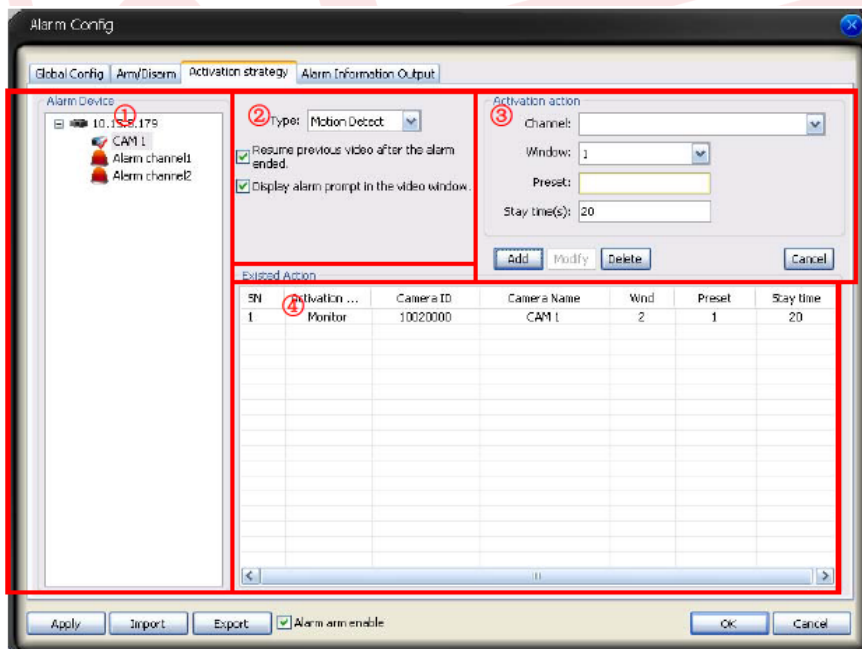 Alarm Config
Global Config Arm/Disarm Activation strategy Alarm Information Output
Alarm Device
①
CAM 1
Alarm channel1
Alarm channel2
② Type: Motion Detect
Resume previous video after the alarm ended.
Display alarm prompt in the video window.
Activation action
③ Channel:
Window: 1
Preset:
Stay time(s): 20
Add Modify Delete Cancel
Existed Action
④
SN Activation ... Camera ID Camera Name Wnd Preset Stay time
1 Monitor 10020000 CAM 1 2 1 20
Apply Import Export Alarm arm enable OK Cancel